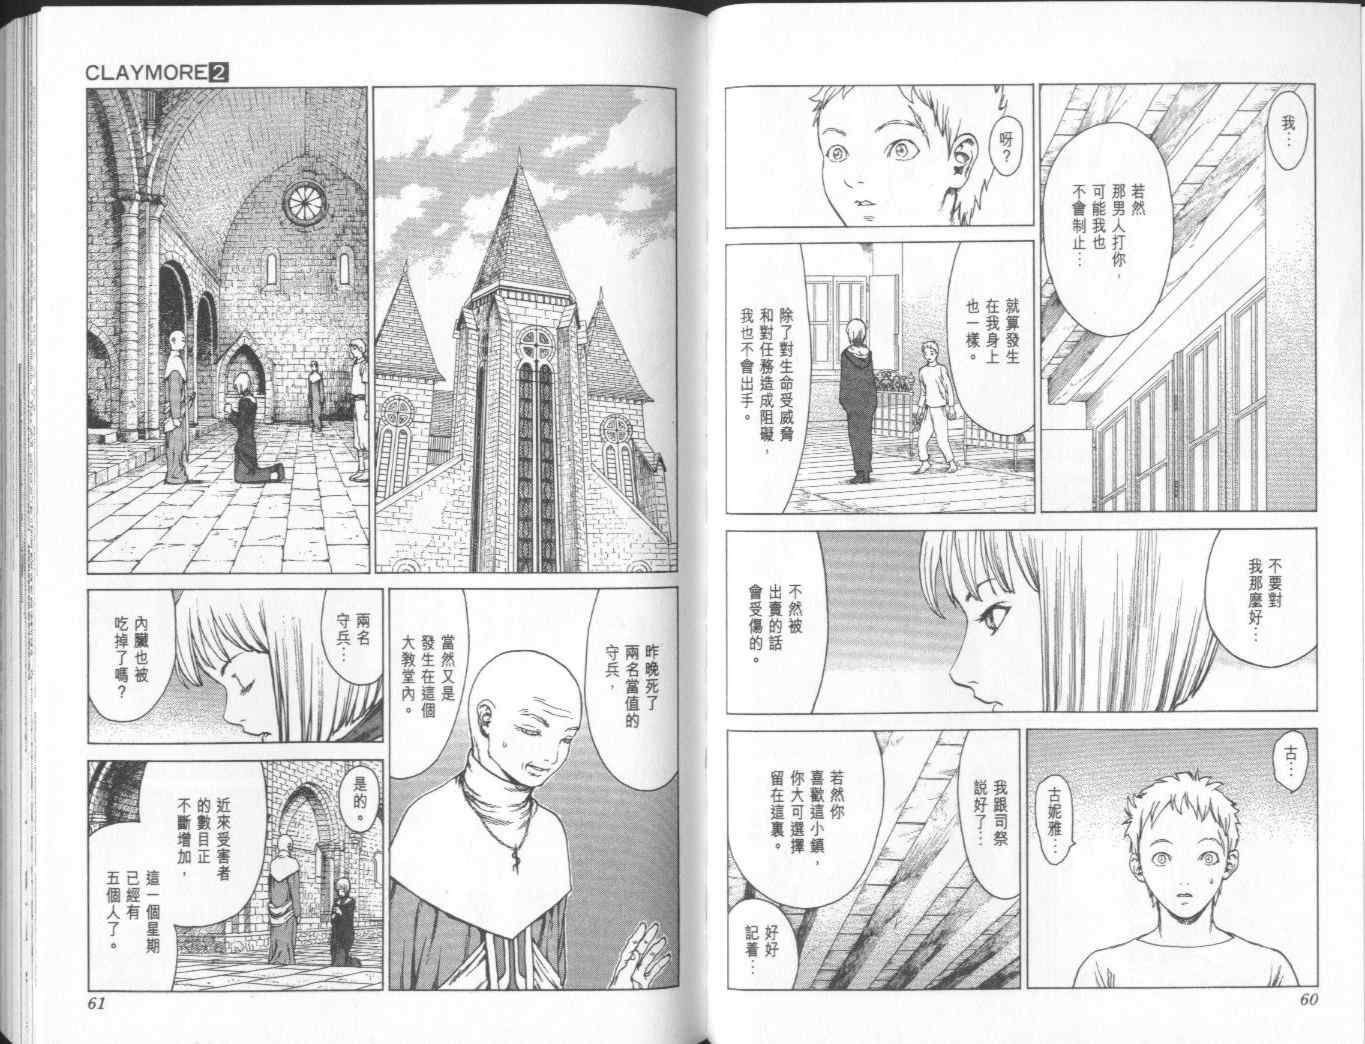 我…
若然
那男人打你，
可能我也
不會制止…
呀？
就算發生
在我身上
也一樣。
除了對生命受威脅
和對任務造成阻礙，
我也不會出手。
不要對
我那麼好…
不然被
出賣的話
會受傷的。
古…
古妮雅…
我跟司祭
說好了…
若然你
喜歡這小鎮，
你大可選擇
留在這裏。
好好
記着…
60
CLAYMORE2
昨晚死了
兩名當值的
守兵，
當然又是
發生在這個
大教堂內。
兩名
守兵…
內臟也被
吃掉了嗎？
是的。
近來受害者
的數目正
不斷增加，
這一個星期
已經有
五個人了。
61